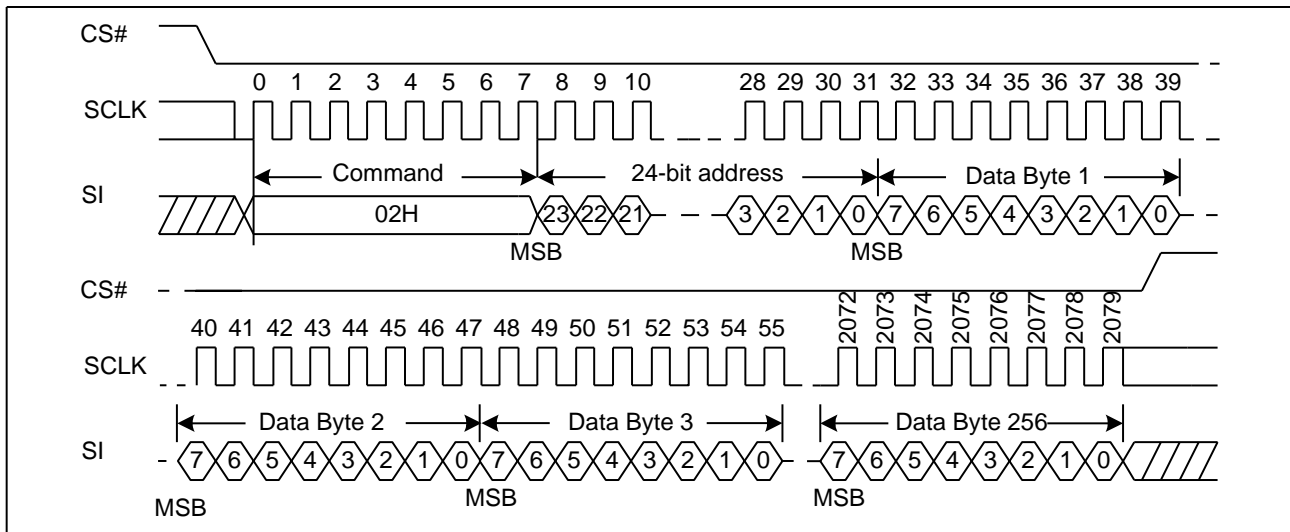 CS#
0 1 2 3 4 5 6 7 8 9 10 28 29 30 31 32 33 34 35 36 37 38 39
SCLK
Command 24-bit address Data Byte 1
SI
02H 23 22 21 3 2 1 0 7 6 5 4 3 2 1 0
MSB MSB
CS#
40 41 42 43 44 45 46 47 48 49 50 51 52 53 54 55 2072 2073 2074 2075 2076 2077 2078 2079
SCLK
Data Byte 2 Data Byte 3 Data Byte 256
SI
7 6 5 4 3 2 1 0 7 6 5 4 3 2 1 0 7 6 5 4 3 2 1 0
MSB MSB MSB